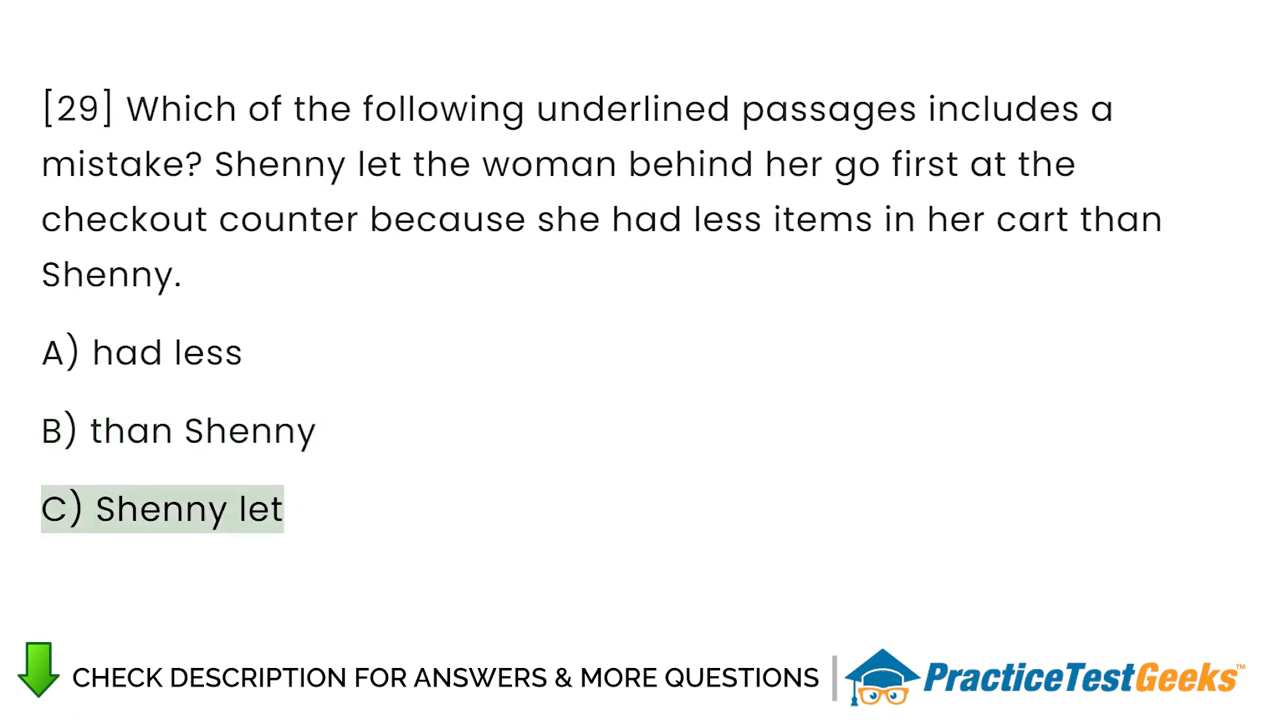 [29] Which of the following underlined passages includes a
mistake? Shenny let the woman behind her go first at the
checkout counter because she had less items in her cart than
Shenny.
A) had less
B) than Shenny
C) Shenny let
CHECK DESCRIPTION FOR ANSWERS & MORE QUESTIONS
PracticeTestGeeks™